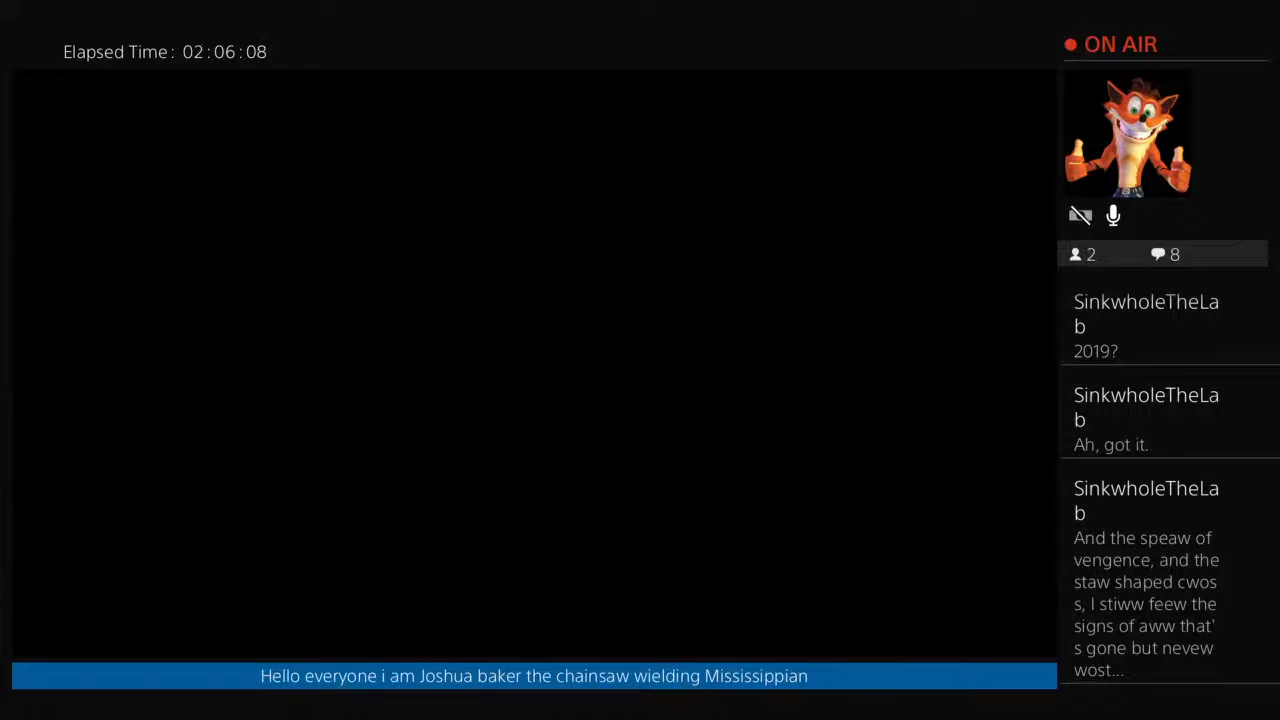 Elapsed Time: 02:06:08
ON AIR
2 8
SinkwholeTheLa
b
2019?
SinkwholeTheLa
b
Ah, got it.
SinkwholeTheLa
b
And the speaw of
vengence, and the
staw shaped cwos
s, I stiww feew the
signs of aww that'
s gone but nevew
wost...
Hello everyone i am Joshua baker the chainsaw wielding Mississippian